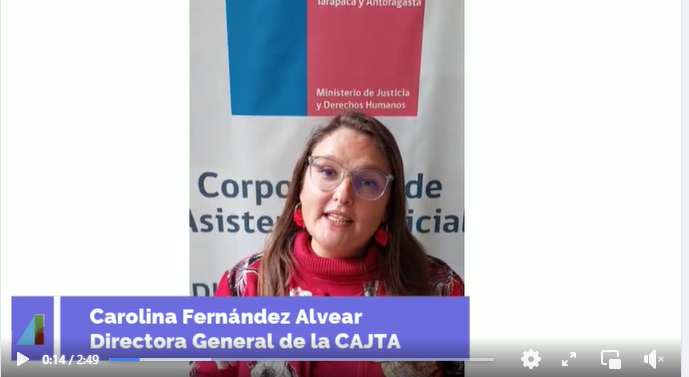 Tarapacá y Antofagasta
Ministerio de Justicia
y Derechos Humanos
Corpo de
Asiste icial
Carolina Fernández Alvear
Directora General de la CAJTA
0:14 / 2:49